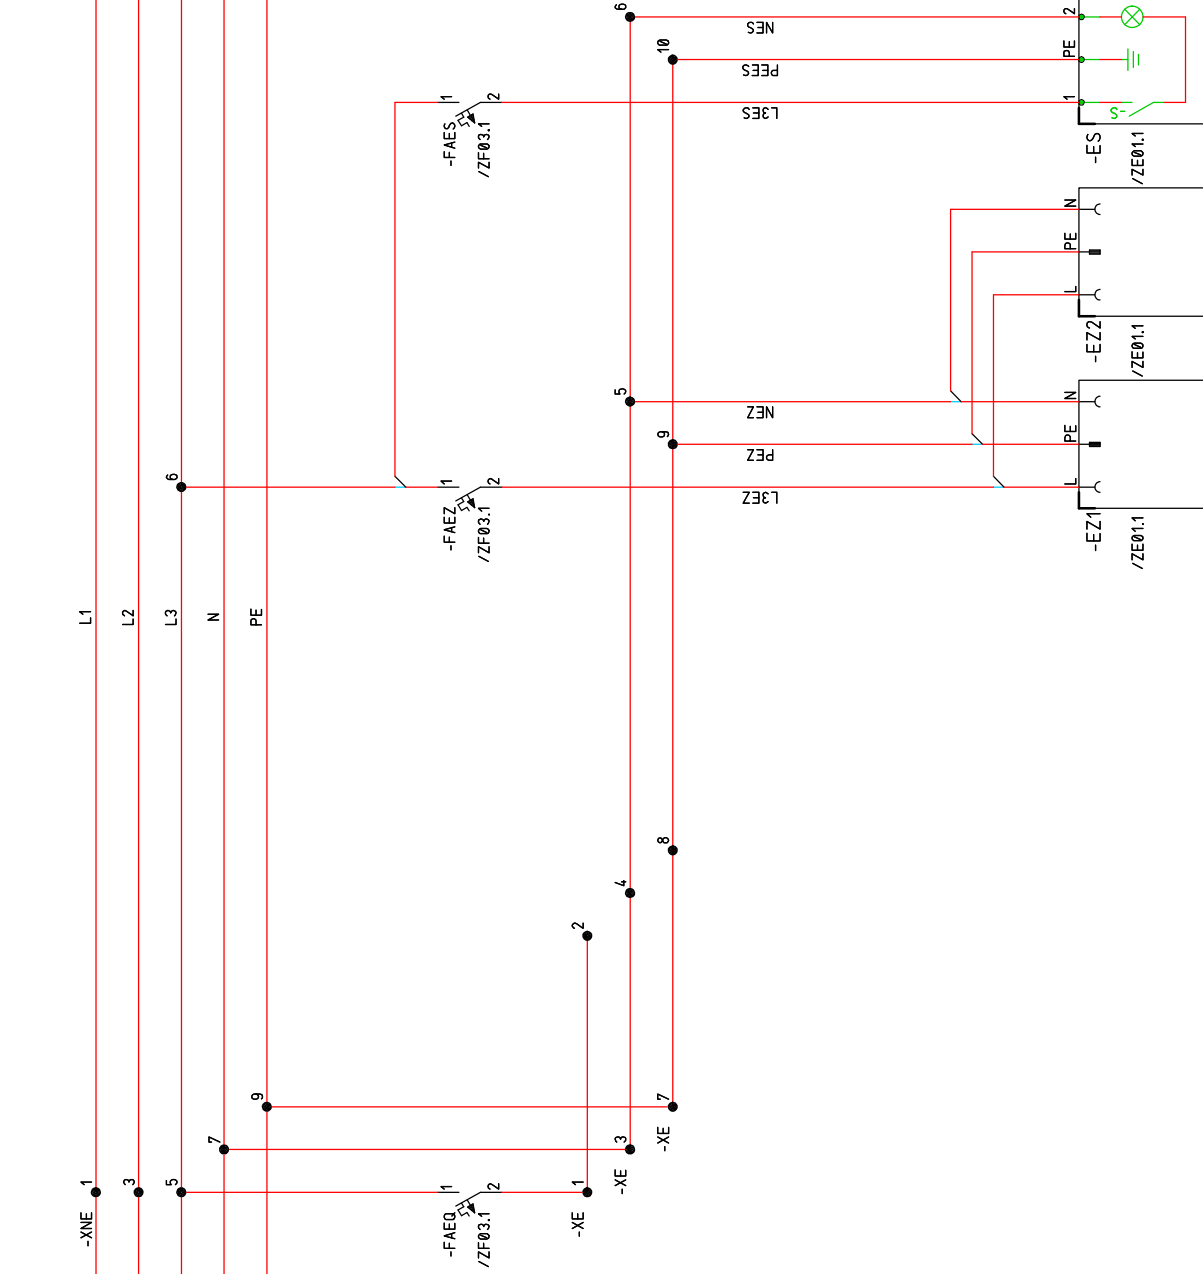 6
NES
2
10
PEES
PE
1
-FAES
/ZF03.1
2
L3ES
1
-S
-ES
/ZE01.1
N
PE
L
-EZ2
/ZE01.1
5
NEZ
N
9
PEZ
PE
6
1
-FAEZ
/ZF03.1
2
L3EZ
L
-EZ1
/ZE01.1
L1
L2
L3
N
PE
8
4
2
9
7
-XE
7
3
-XE
1
-XNE
3
5
1
-FAEQ
/ZF03.1
2
1
-XE